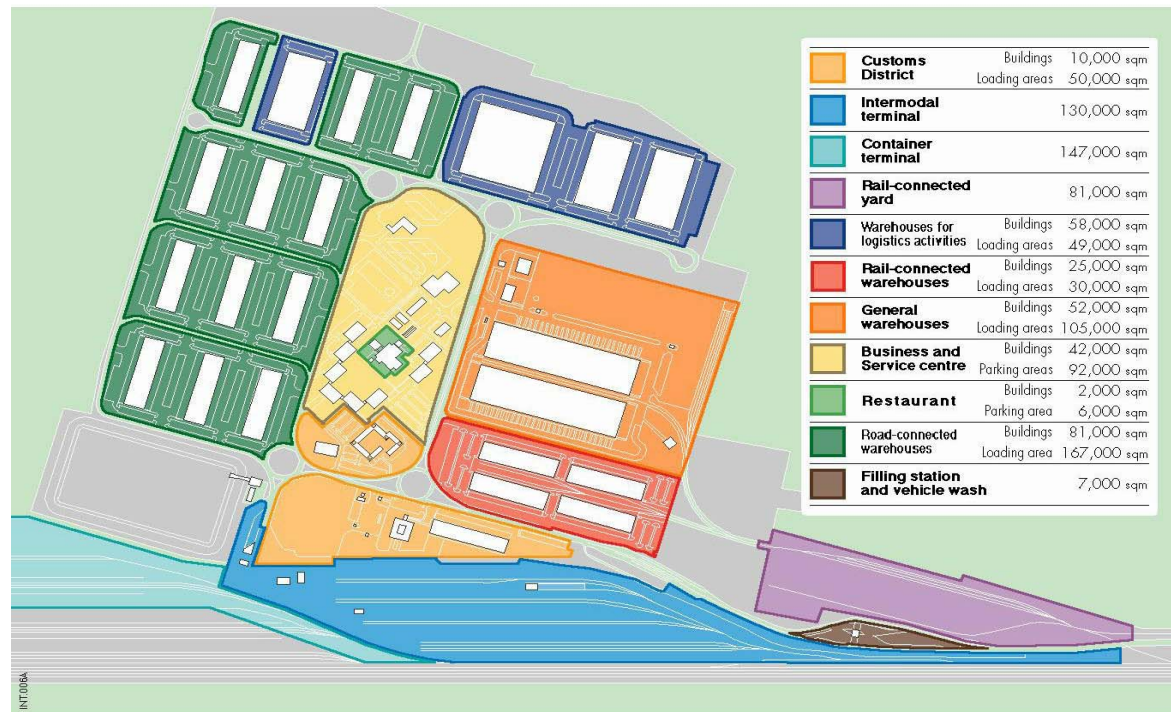 Customs Buildings 10,000 sqm
District Loading areas 50,000 sqm
Intermodal
terminal 130,000 sqm
Container
terminal 147,000 sqm
Rail-connected
yard 81,000 sqm
Warehouses for Buildings 58,000 sqm
logistics activities Loading areas 49,000 sqm
Rail-connected Buildings 25,000 sqm
warehouses Loading areas 30,000 sqm
General Buildings 52,000 sqm
warehouses Loading areas 105,000 sqm
Business and Buildings 42,000 sqm
Service centre Parking areas 92,000 sqm
Restaurant Buildings 2,000 sqm
Parking area 6,000 sqm
Road-connected Buildings 81,000 sqm
warehouses Loading area 167,000 sqm
Filling station
and vehicle wash 7,000 sqm
INT.006A